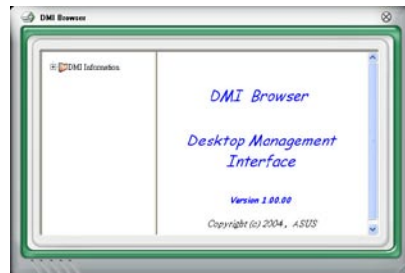 DMI Browser
DMI Information
DMI Browser
Desktop Management
Interface
Version 1.00.00
Copyright (c) 2004, ASUS